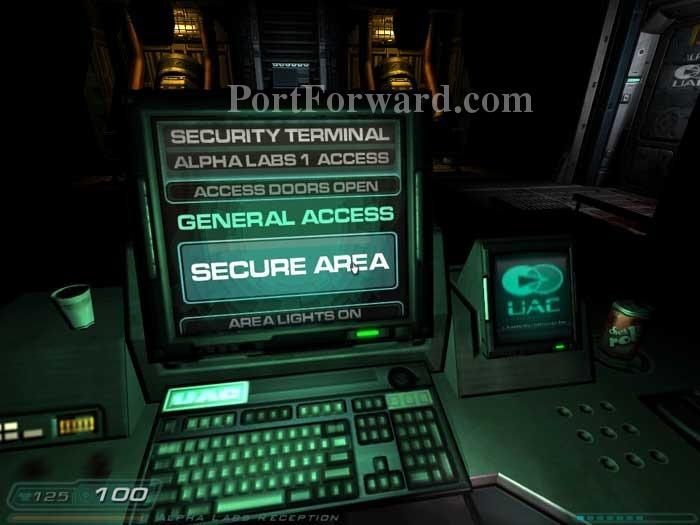 PortForward.com
SECURITY TERMINAL
ALPHA LABS 1 ACCESS
ACCESS DOORS OPEN
GENERAL ACCESS
SECURE AREA
AREA LIGHTS ON
UAC
UAC
125
100
ALPHA LABS RECEPTION